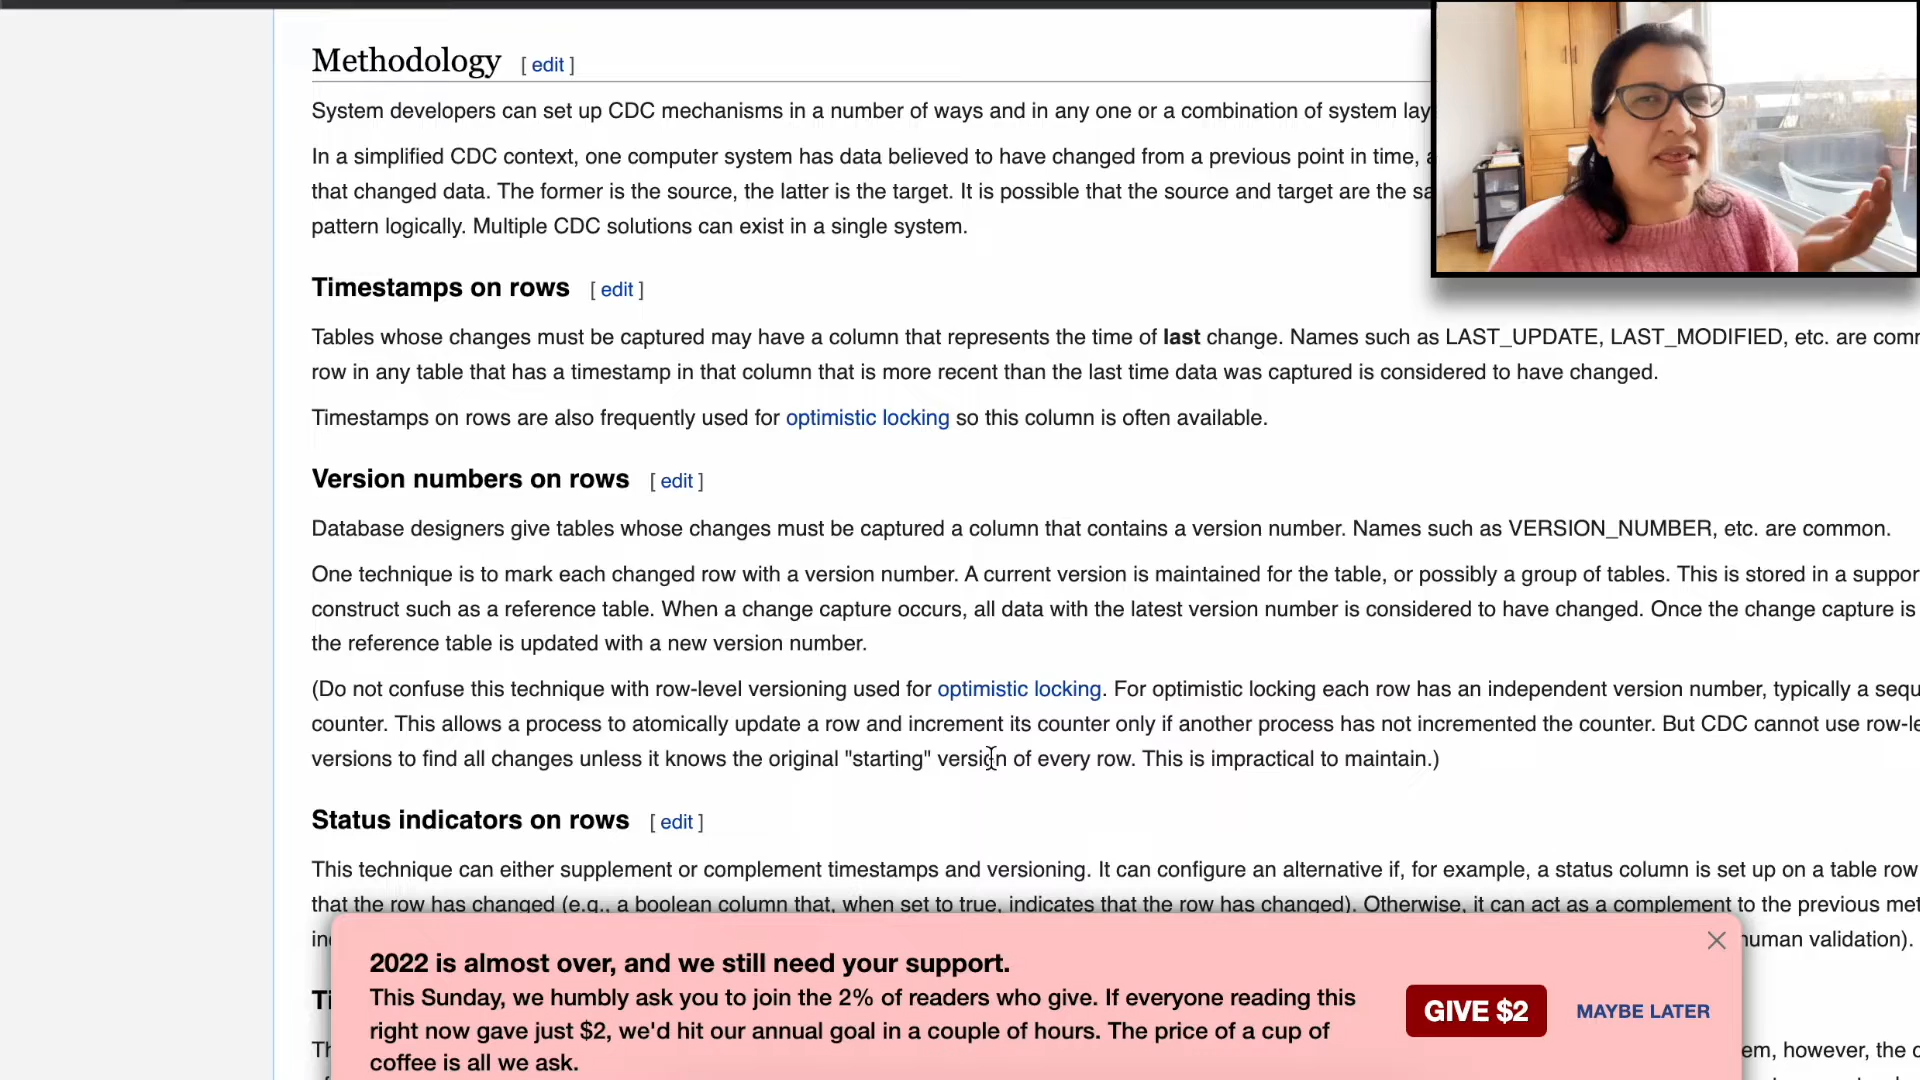 Methodology [ edit ]
System developers can set up CDC mechanisms in a number of ways and in any one or a combination of system lay
In a simplified CDC context, one computer system has data believed to have changed from a previous point in time,
that changed data. The former is the source, the latter is the target. It is possible that the source and target are the sa
pattern logically. Multiple CDC solutions can exist in a single system.
Timestamps on rows [ edit ]
Tables whose changes must be captured may have a column that represents the time of last change. Names such as LAST_UPDATE, LAST_MODIFIED, etc. are comm
row in any table that has a timestamp in that column that is more recent than the last time data was captured is considered to have changed.
Timestamps on rows are also frequently used for optimistic locking so this column is often available.
Version numbers on rows [ edit ]
Database designers give tables whose changes must be captured a column that contains a version number. Names such as VERSION_NUMBER, etc. are common.
One technique is to mark each changed row with a version number. A current version is maintained for the table, or possibly a group of tables. This is stored in a suppor
construct such as a reference table. When a change capture occurs, all data with the latest version number is considered to have changed. Once the change capture is
the reference table is updated with a new version number.
(Do not confuse this technique with row-level versioning used for optimistic locking. For optimistic locking each row has an independent version number, typically a sequ
counter. This allows a process to atomically update a row and increment its counter only if another process has not incremented the counter. But CDC cannot use row-le
versions to find all changes unless it knows the original "starting" version of every row. This is impractical to maintain.)
Status indicators on rows [ edit ]
This technique can either supplement or complement timestamps and versioning. It can configure an alternative if, for example, a status column is set up on a table row
that the row has changed (e.g., a boolean column that, when set to true, indicates that the row has changed). Otherwise, it can act as a complement to the previous met
human validation).
2022 is almost over, and we still need your support.
This Sunday, we humbly ask you to join the 2% of readers who give. If everyone reading this
right now gave just $2, we'd hit our annual goal in a couple of hours. The price of a cup of
coffee is all we ask.
GIVE $2
MAYBE LATER
em, however, the